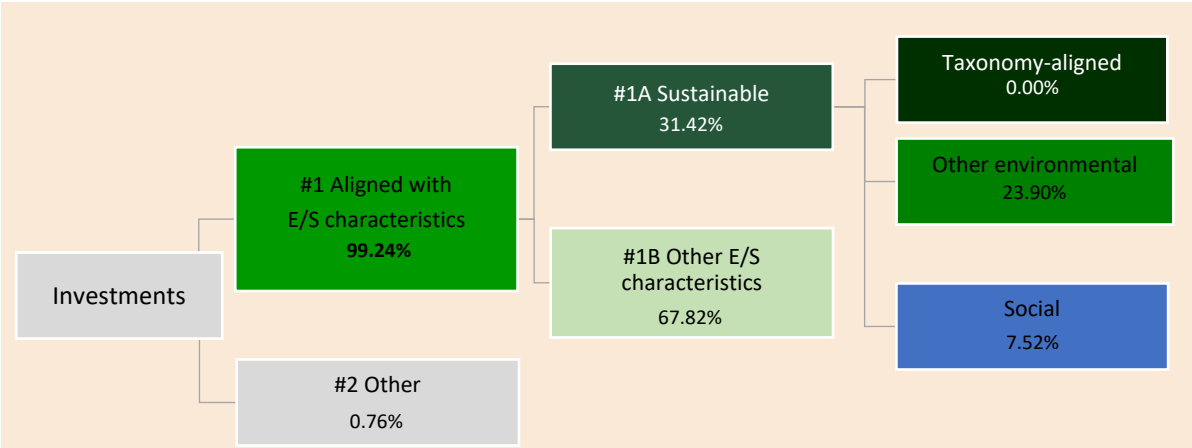 Investments
#1 Aligned with
E/S characteristics
99.24%
#2 Other
0.76%
#1A Sustainable
31.42%
#1B Other E/S
characteristics
67.82%
Taxonomy-aligned
0.00%
Other environmental
23.90%
Social
7.52%